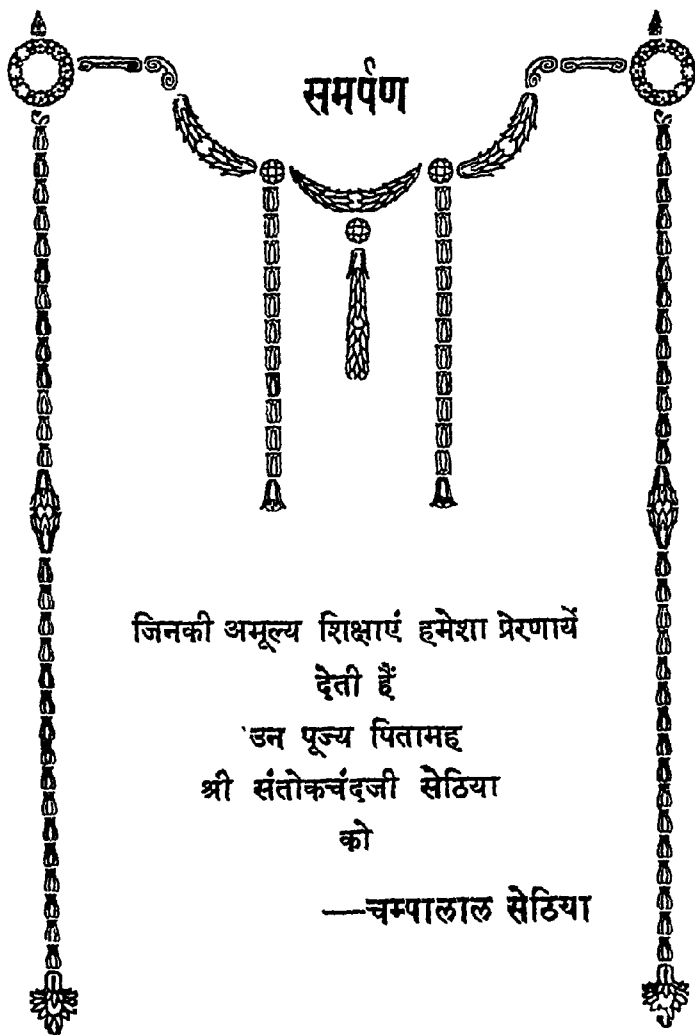 समर्पण
जिनकी अमूल्य शिक्षाएं हमेशा प्रेरणायें
देती हैं
उन पूज्य पितामह
श्री संतोकचंदजी सेठिया
को
—चम्पालाल सेठिया